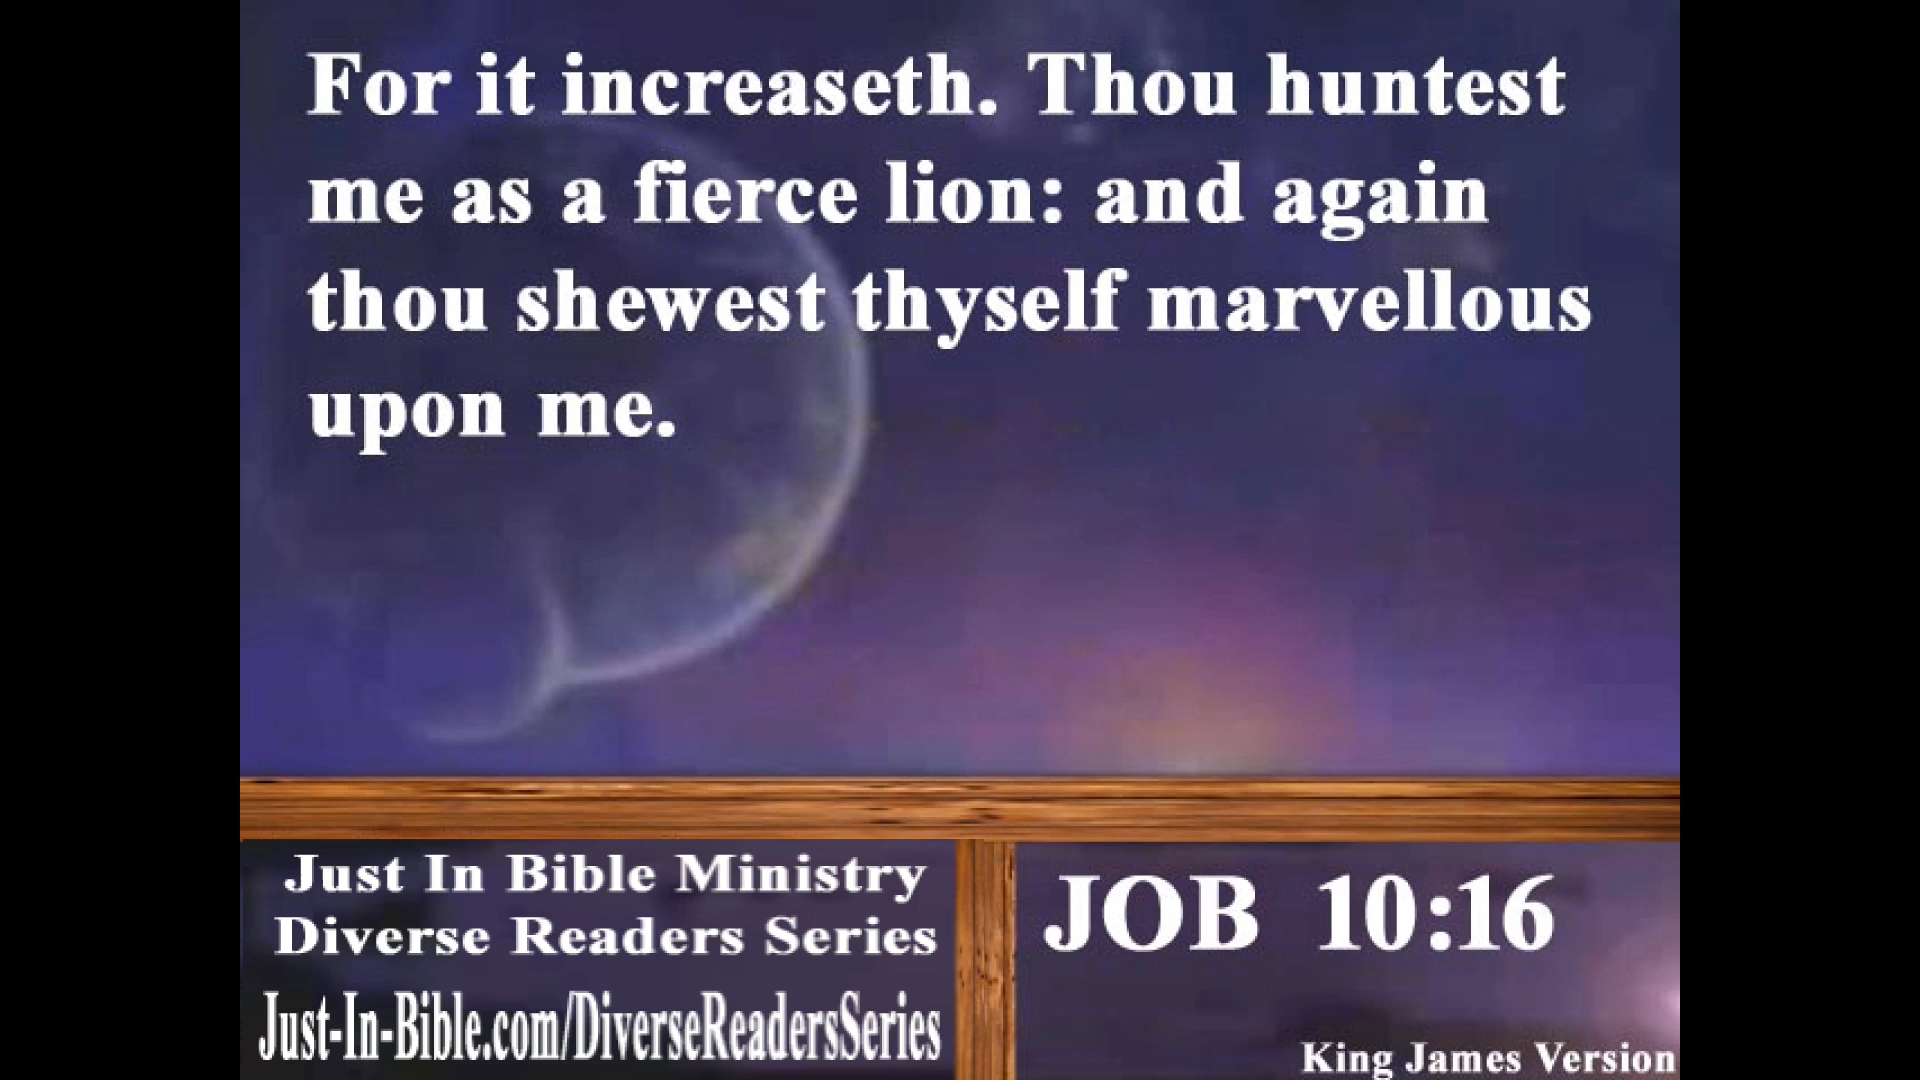 For it increaseth. Thou huntest
me as a fierce lion: and again
thou shewest thyself marvellous
upon me.
Just In Bible Ministry
Diverse Readers Series
Just-In-Bible.com/DiverseReadersSeries
JOB 10:16
King James Version